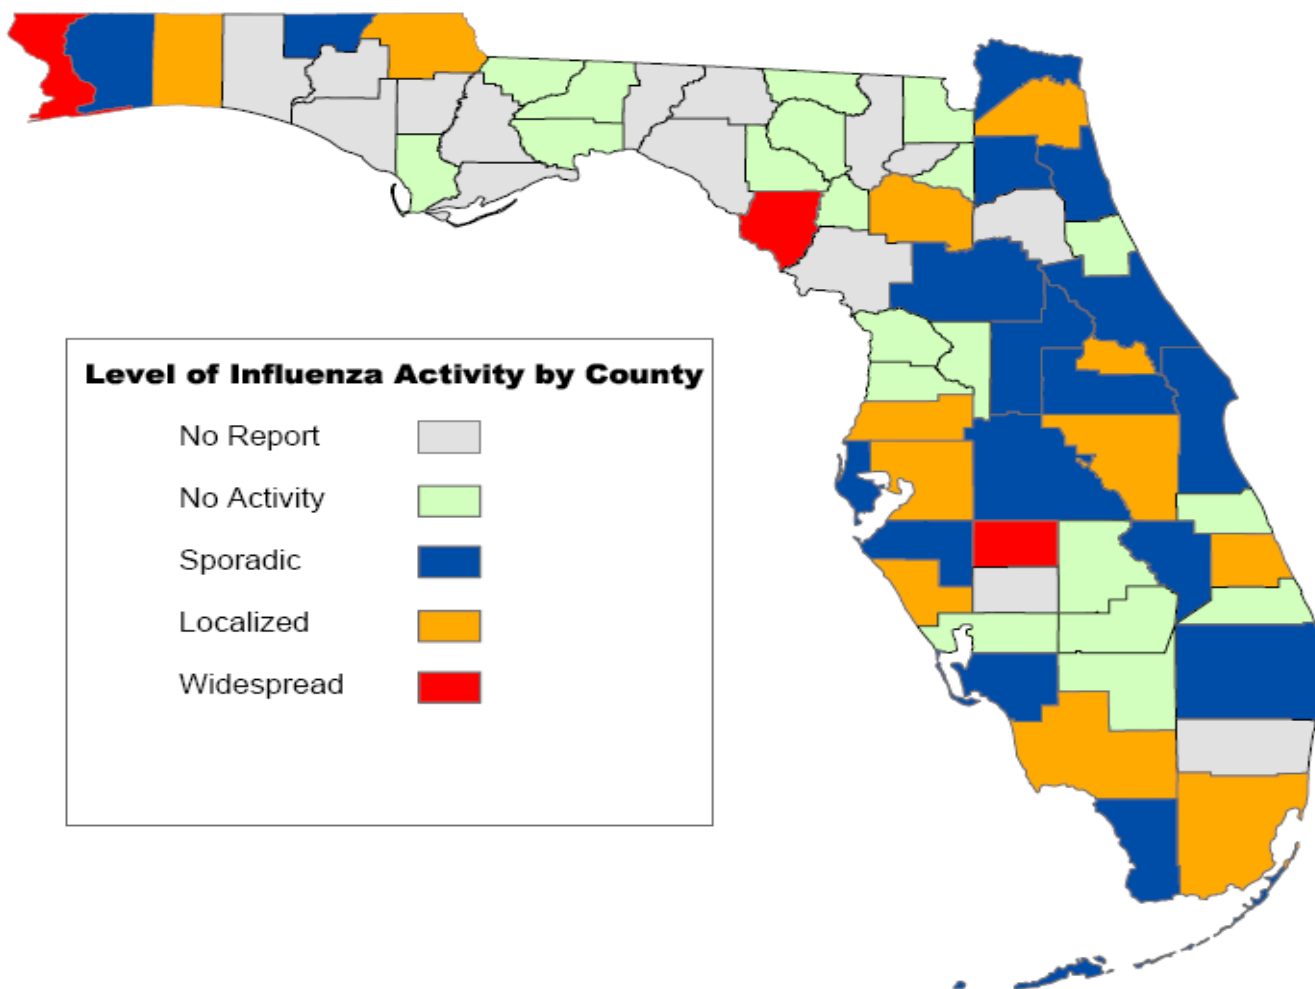 Level of Influenza Activity by County
No Report
No Activity
Sporadic
Localized
Widespread